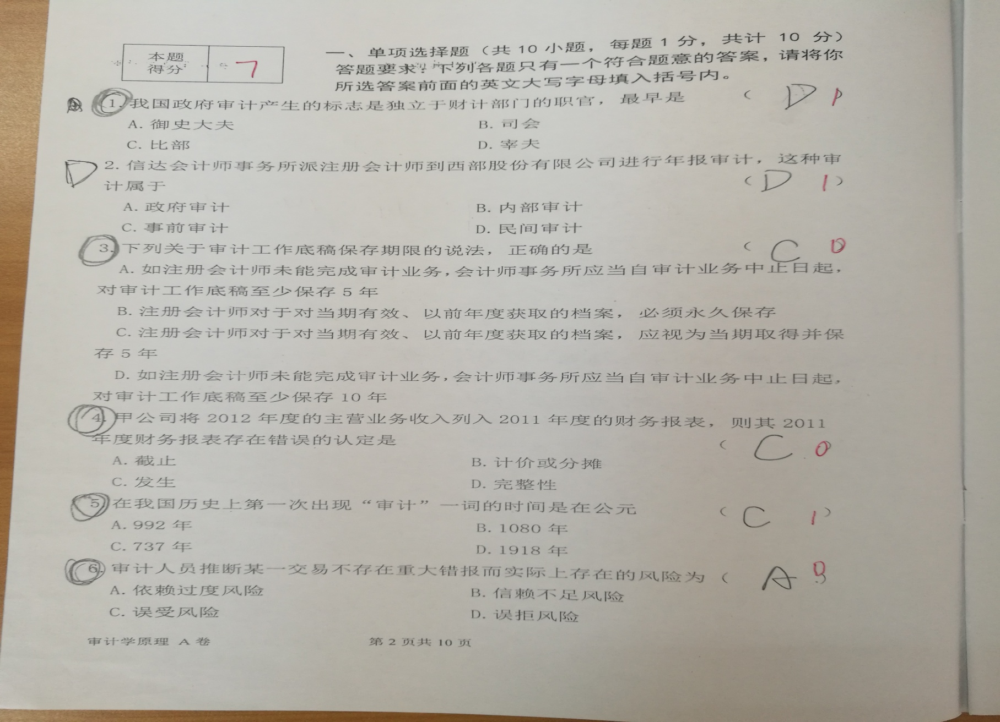 本题
得分
7
一、单项选择题（共 10 小题，每题 1 分，共计 10 分）
答题要求：下列各题只有一个符合题意的答案，请将你
所选答案前面的英文大写字母填入括号内。
1. 我国政府审计产生的标志是独立于财计部门的职官，最早是 （ D 1
A. 御史大夫 B. 司会
C. 比部 D. 宰夫
D 2. 信达会计师事务所派注册会计师到西部股份有限公司进行年报审计，这种审
计属于 （ D 1 ）
A. 政府审计 B. 内部审计
C. 事前审计 D. 民间审计
3. 下列关于审计工作底稿保存期限的说法，正确的是 （ C 0
A. 如注册会计师未能完成审计业务，会计师事务所应当自审计业务中止日起，
对审计工作底稿至少保存 5 年
B. 注册会计师对于对当期有效、以前年度获取的档案，必须永久保存
C. 注册会计师对于对当期有效、以前年度获取的档案，应视为当期取得并保
存 5 年
D. 如注册会计师未能完成审计业务，会计师事务所应当自审计业务中止日起，
对审计工作底稿至少保存 10 年
4. 甲公司将 2012 年度的主营业务收入列入 2011 年度的财务报表，则其 2011
年度财务报表存在错误的认定是 （ C 0
A. 截止 B. 计价或分摊
C. 发生 D. 完整性
5. 在我国历史上第一次出现“审计”一词的时间是在公元 （ C 1 ）
A. 992 年 B. 1080 年
C. 737 年 D. 1918 年
6. 审计人员推断某一交易不存在重大错报而实际上存在的风险为（ A 0 ）
A. 依赖过度风险 B. 信赖不足风险
C. 误受风险 D. 误拒风险
审计学原理 A 卷 第 2 页共 10 页